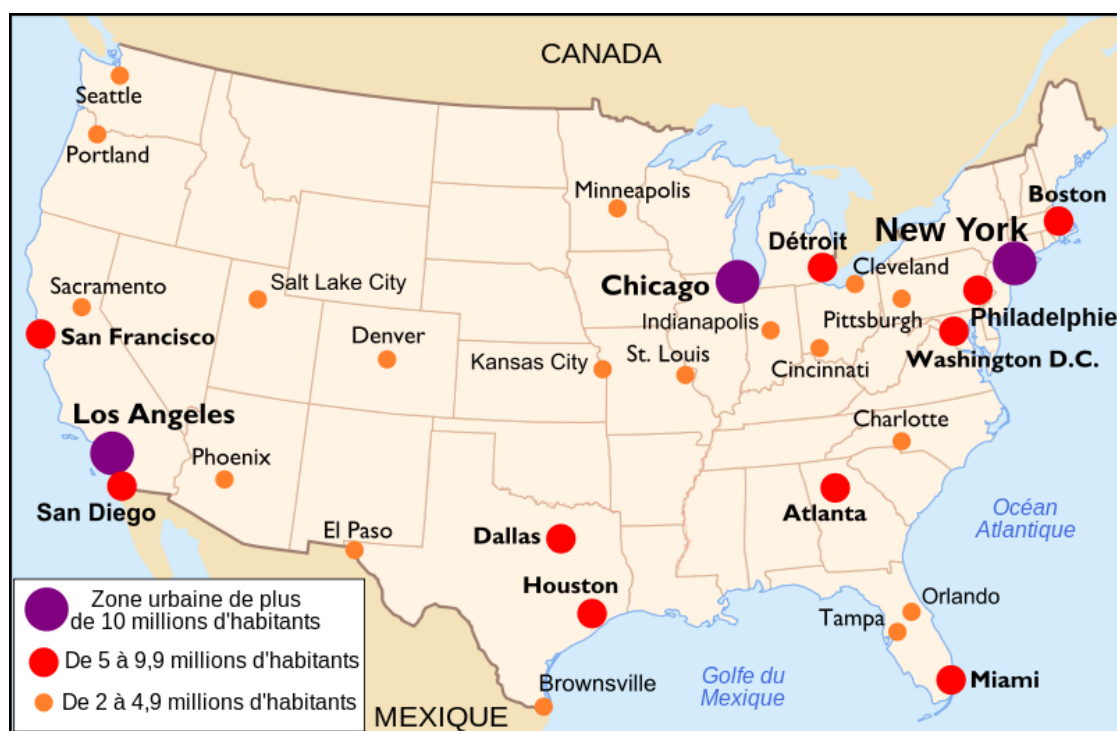 CANADA
Seattle
Portland
Minneapolis
Boston
New York
Détroit
Cleveland
Chicago
Sacramento
Salt Lake City
San Francisco
Denver
Indianapolis
Pittsburgh
Philadelphie
Kansas City
St. Louis
Cincinnati
Washington D.C.
Los Angeles
Charlotte
Phoenix
San Diego
Atlanta
Océan
Atlantique
El Paso
Dallas
Houston
Zone urbaine de plus
de 10 millions d'habitants
De 5 à 9,9 millions d'habitants
De 2 à 4,9 millions d'habitants
Orlando
Tampa
Brownsville
Golfe du
Mexique
Miami
MEXIQUE